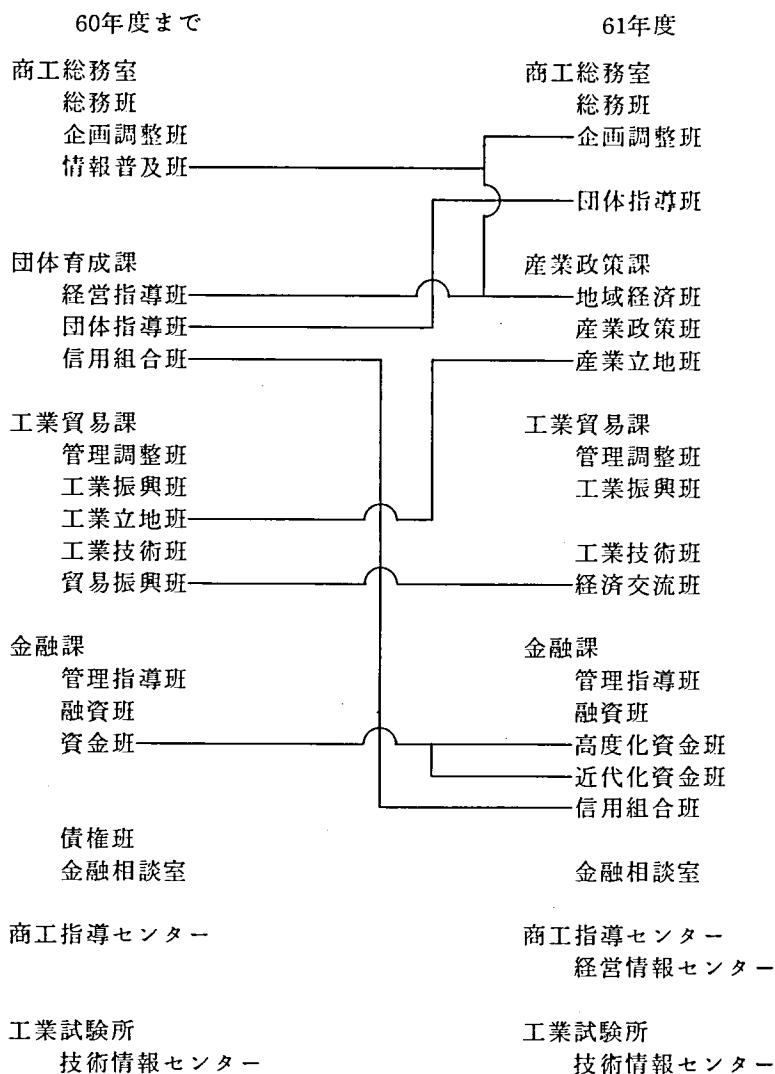 60年度まで
商工総務室
総務班
企画調整班
情報普及班
団体育成課
経営指導班
団体指導班
信用組合班
工業貿易課
管理調整班
工業振興班
工業立地班
工業技術班
貿易振興班
金融課
管理指導班
融資班
資金班
債権班
金融相談室
商工指導センター
工業試験所
技術情報センター
61年度
商工総務室
総務班
企画調整班
団体指導班
産業政策課
地域経済班
産業政策班
産業立地班
工業貿易課
管理調整班
工業振興班
工業技術班
経済交流班
金融課
管理指導班
融資班
高度化資金班
近代化資金班
信用組合班
金融相談室
商工指導センター
経営情報センター
工業試験所
技術情報センター